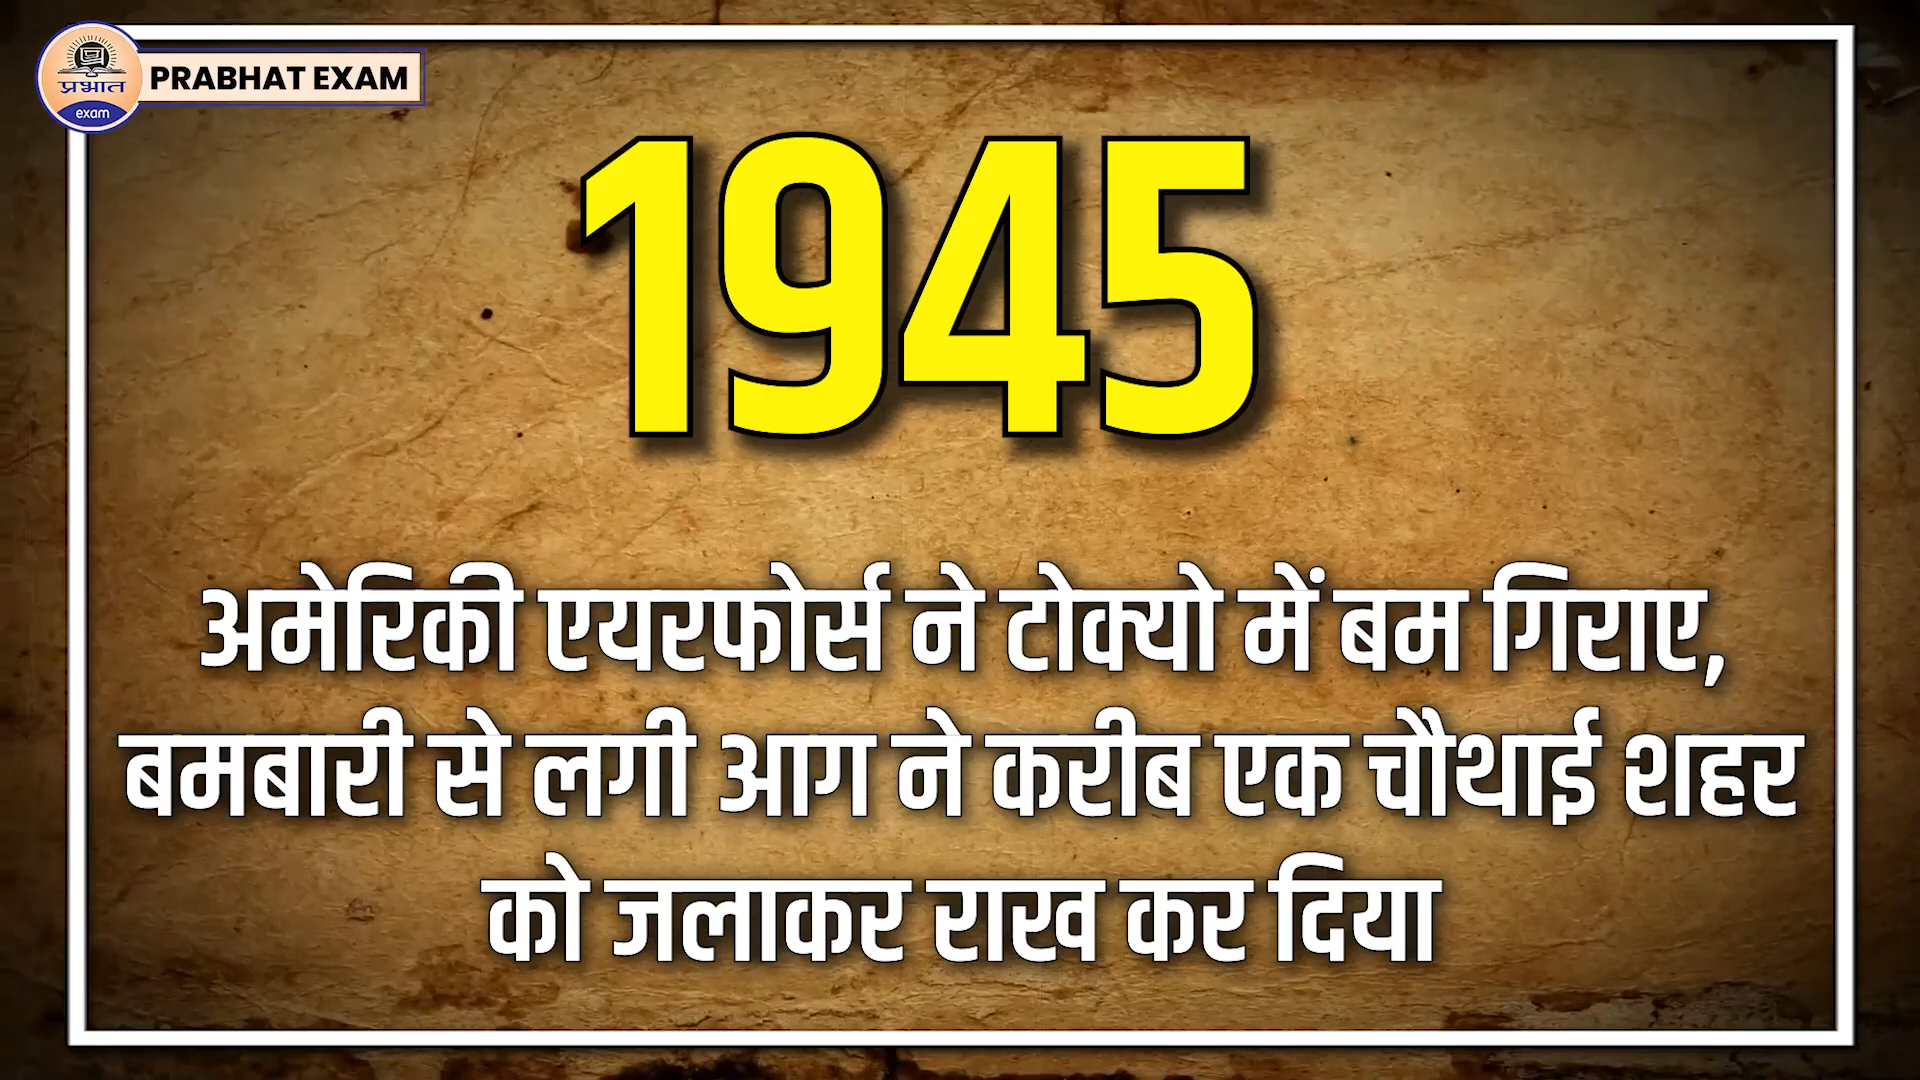 प्रभात
exam
PRABHAT EXAM
1945
अमेरिकी एयरफोर्स ने टोक्यो में बम गिराए,
बमबारी से लगी आग ने करीब एक चौथाई शहर
को जलाकर राख कर दिया